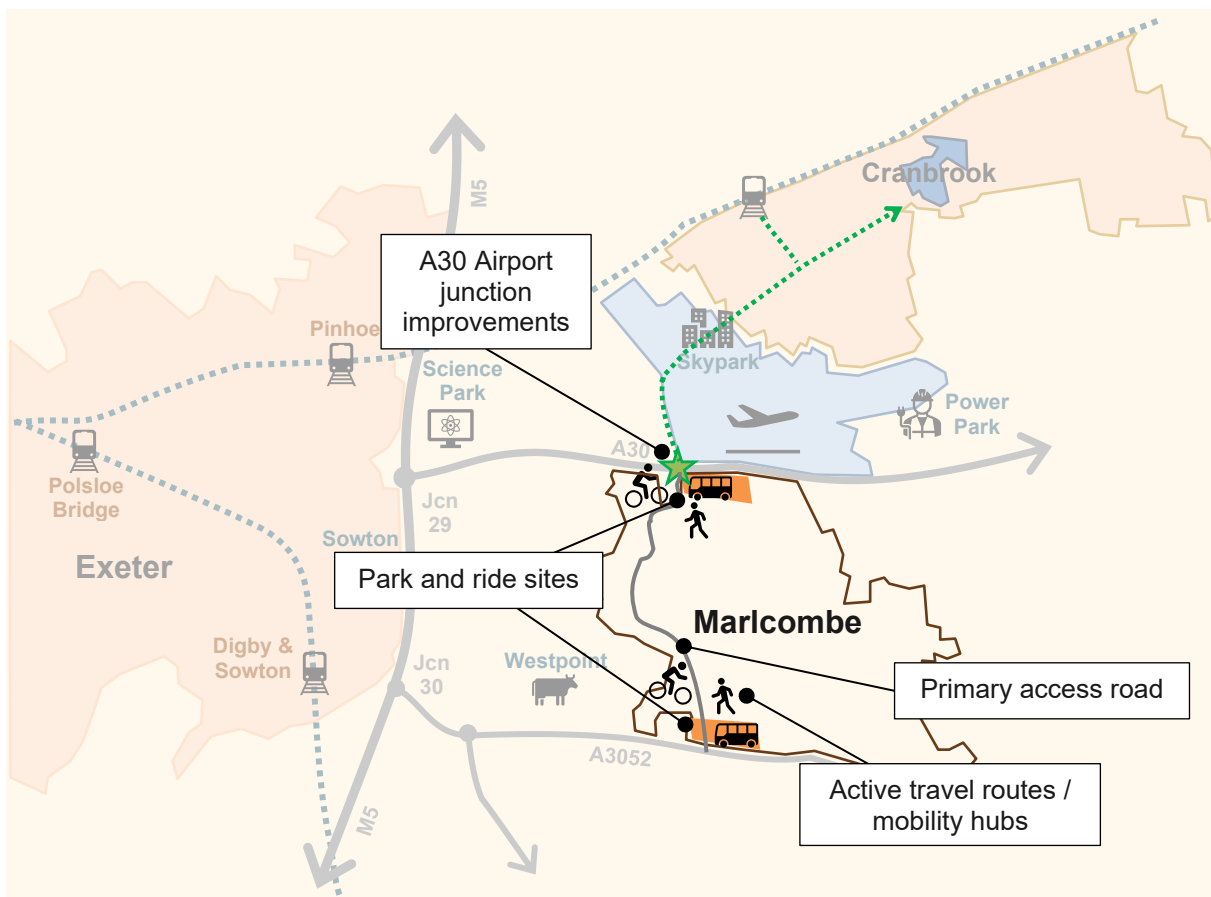 Cranbrook
M5
A30 Airport
junction
improvements
Pinhoe
Skypark
Science
Park
Power
Park
A30
Polsloe
Bridge
Jcn
29
Sowton
Exeter
Park and ride sites
Marlcombe
Digby &
Sowton
Jcn
30
Westpoint
Primary access road
A3052
Active travel routes /
mobility hubs
M5